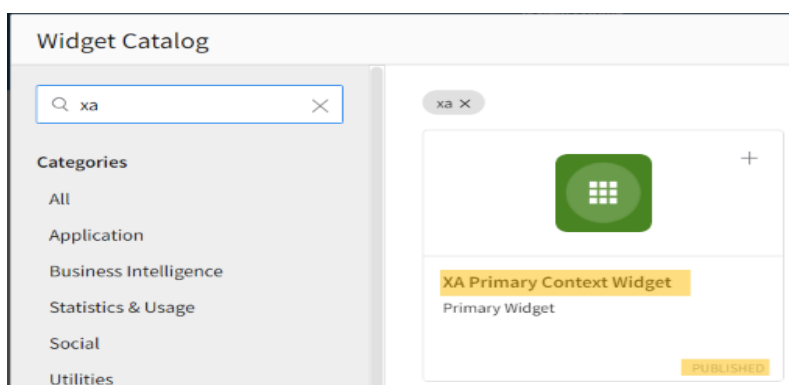 Widget Catalog
xa
Categories
All
Application
Business Intelligence
Statistics & Usage
Social
Utilities
xa
XA Primary Context Widget
Primary Widget
PUBLISHED